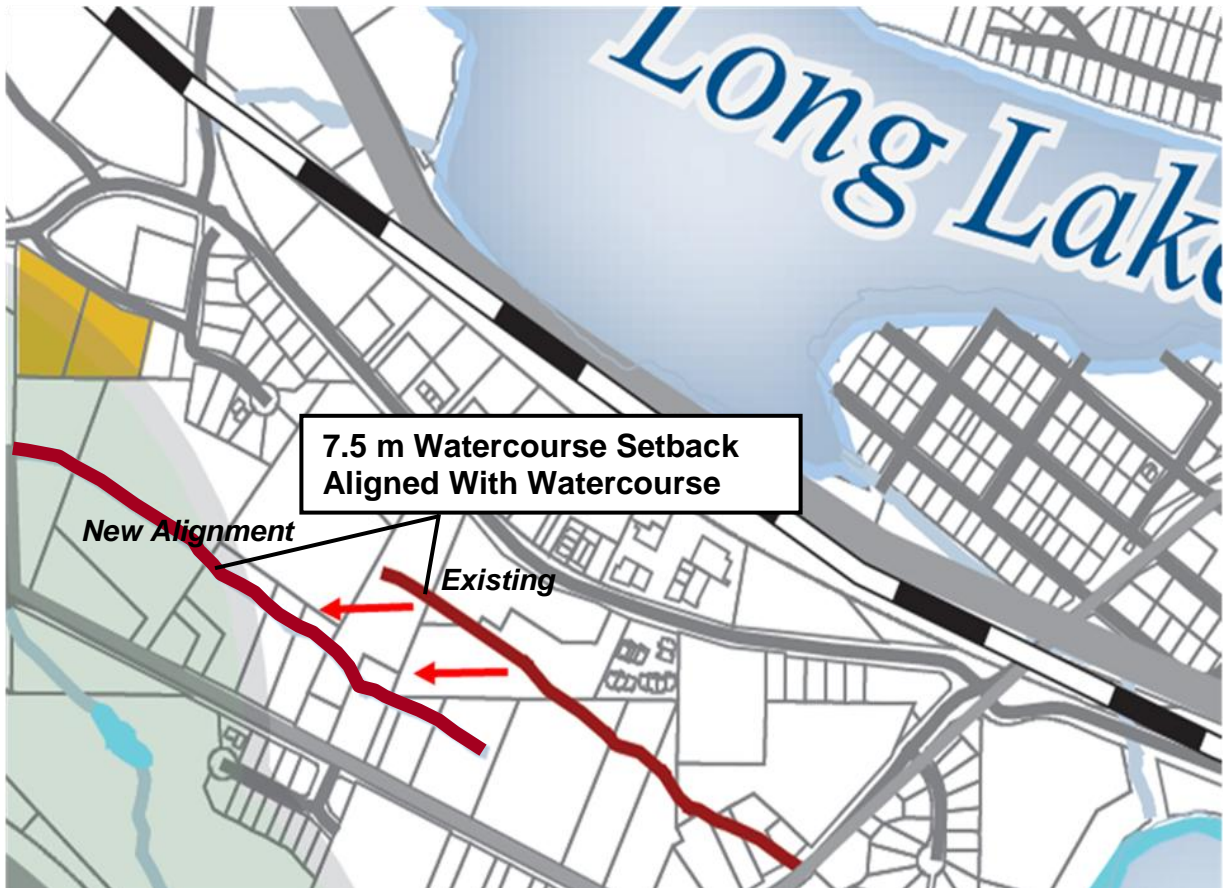 Long Lake
7.5 m Watercourse Setback
Aligned With Watercourse
New Alignment
Existing